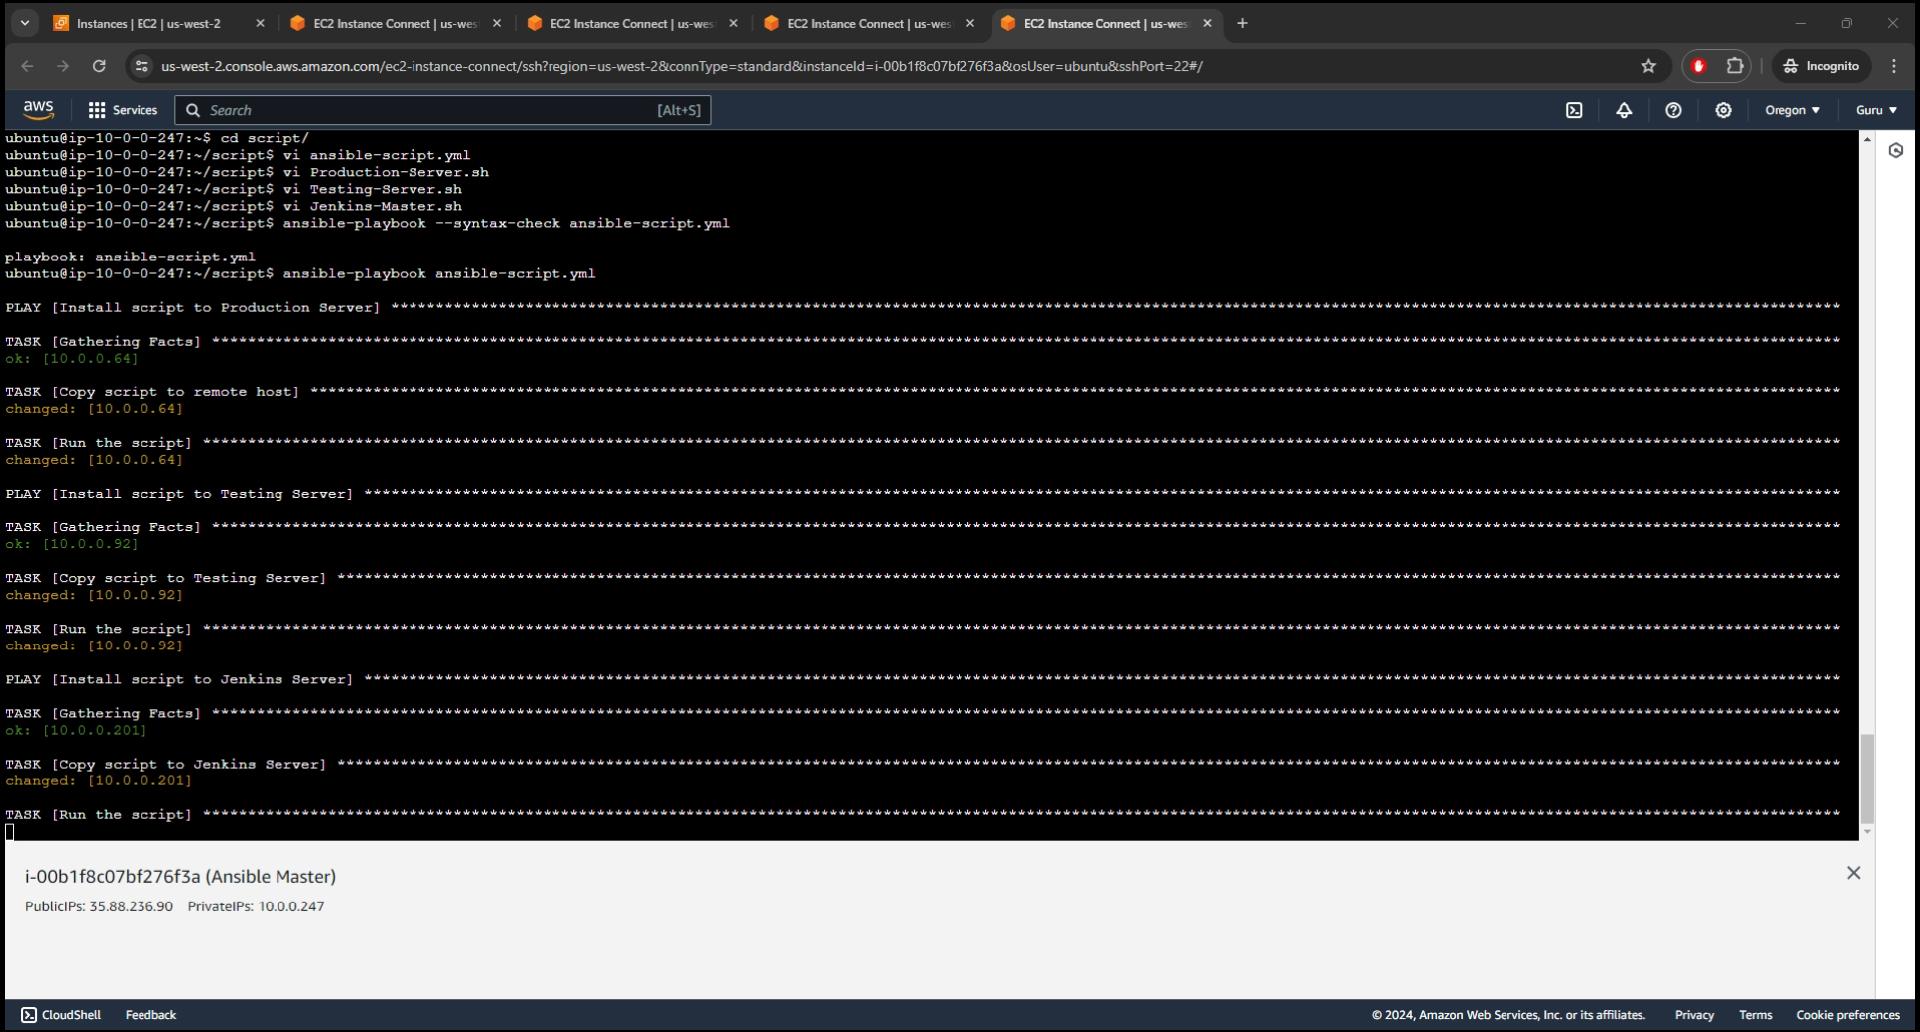 Instances | EC2 | us-west-2
EC2 Instance Connect | us-wes
EC2 Instance Connect | us-wes
EC2 Instance Connect | us-wes
EC2 Instance Connect | us-wes
us-west-2.console.aws.amazon.com/ec2-instance-connect/ssh?region=us-west-2&connType=standard&instanceId=i-00b1f8c07bf276f3a&osUser=ubuntu&sshPort=22#/
Incognito
aws
Services
Search
[Alt+S]
Oregon
Guru
ubuntu@ip-10-0-0-247:~$ cd script/
ubuntu@ip-10-0-0-247:~/script$ vi ansible-script.yml
ubuntu@ip-10-0-0-247:~/script$ vi Production-Server.sh
ubuntu@ip-10-0-0-247:~/script$ vi Testing-Server.sh
ubuntu@ip-10-0-0-247:~/script$ vi Jenkins-Master.sh
ubuntu@ip-10-0-0-247:~/script$ ansible-playbook --syntax-check ansible-script.yml
playbook: ansible-script.yml
ubuntu@ip-10-0-0-247:~/script$ ansible-playbook ansible-script.yml
PLAY [Install script to Production Server] ****
TASK [Gathering Facts] ****
ok: [10.0.0.64]
TASK [Copy script to remote host] ****
changed: [10.0.0.64]
TASK [Run the script] ****
changed: [10.0.0.64]
PLAY [Install script to Testing Server] ****
TASK [Gathering Facts] ****
ok: [10.0.0.92]
TASK [Copy script to Testing Server] ****
changed: [10.0.0.92]
TASK [Run the script] ****
changed: [10.0.0.92]
PLAY [Install script to Jenkins Server] ****
TASK [Gathering Facts] ****
ok: [10.0.0.201]
TASK [Copy script to Jenkins Server] ****
changed: [10.0.0.201]
TASK [Run the script] ****
i-00b1f8c07bf276f3a (Ansible Master)
PublicIPs: 35.88.236.90 PrivateIPs: 10.0.0.247
CloudShell
Feedback
© 2024, Amazon Web Services, Inc. or its affiliates.
Privacy
Terms
Cookie preferences